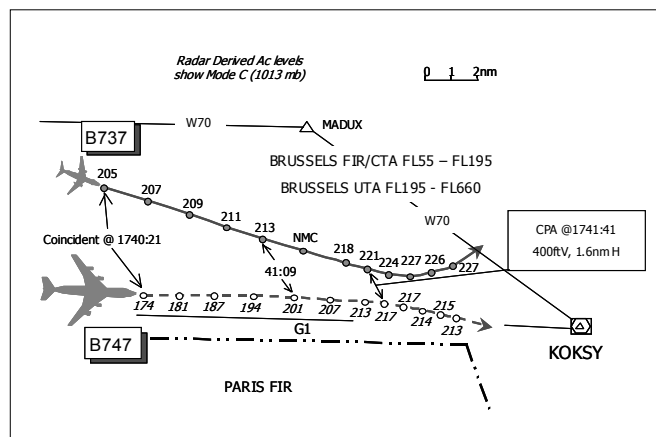 Radar Derived Ac levels
show Mode C (1013 mb)
0 1 2nm
W70
MADUX
B737
BRUSSELS FIR/CTA FL55 – FL195
BRUSSELS UTA FL195 - FL660
205
207
209
211
213
NMC
218
221
224
227
226
227
W70
CPA @1741:41
400ftV, 1.6nm H
Coincident @ 1740:21
41:09
174
181
187
194
201
207
213
217
217
214
215
213
G1
KOKSY
B747
PARIS FIR